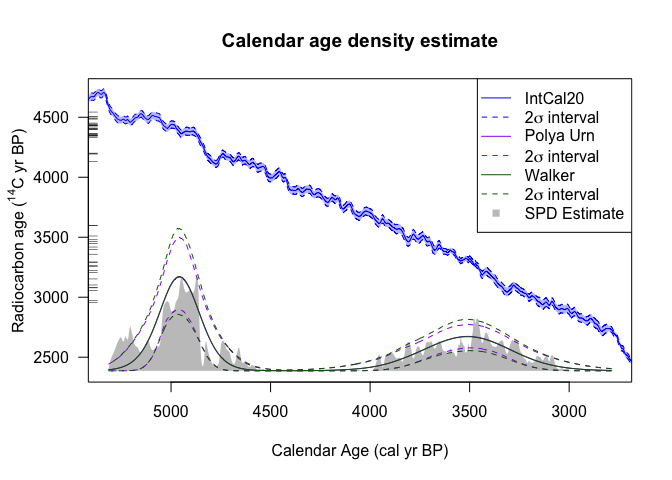 Calendar age density estimate
IntCal20
2σ interval
Polya Urn
2σ interval
Walker
2σ interval
SPD Estimate
Radiocarbon age (¹⁴C yr BP)
4500
4000
3500
3000
2500
5000 4500 4000 3500 3000
Calendar Age (cal yr BP)